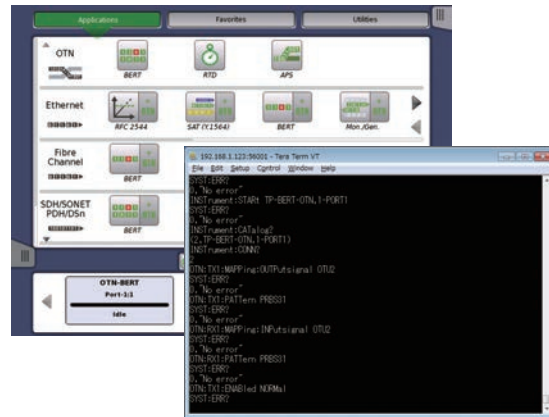 Applications
Favorites
Utilities
OTN
BERT
RTD
APS
Ethernet
RFC 2544
SAT (Y.1564)
BERT
Mon./Gen.
Fibre
Channel
BERT
SDH/SONET
PDH/DSn
BERT
OTN-BERT
Port-1:1
Idle
192.168.1.123:56001 - Tera Term VT
File Edit Setup Control Window Help
SYST:ERR?
0,"No error"
INSTrument:STARt TP-BERT-OTN,1-PORT1
SYST:ERR?
0,"No error"
INSTrument:CATalog?
(2,TP-BERT-OTN,1-PORT1)
INSTrument:CONN?
2
OTN:TX1:MAPPing:OUTPutsignal OTU2
SYST:ERR?
0,"No error"
OTN:TX1:PATTern PRBS31
SYST:ERR?
0,"No error"
OTN:RX1:MAPPing:INPutsignal OTU2
SYST:ERR?
0,"No error"
OTN:RX1:PATTern PRBS31
SYST:ERR?
0,"No error"
OTN:TX1:ENABled NORMal
SYST:ERR?